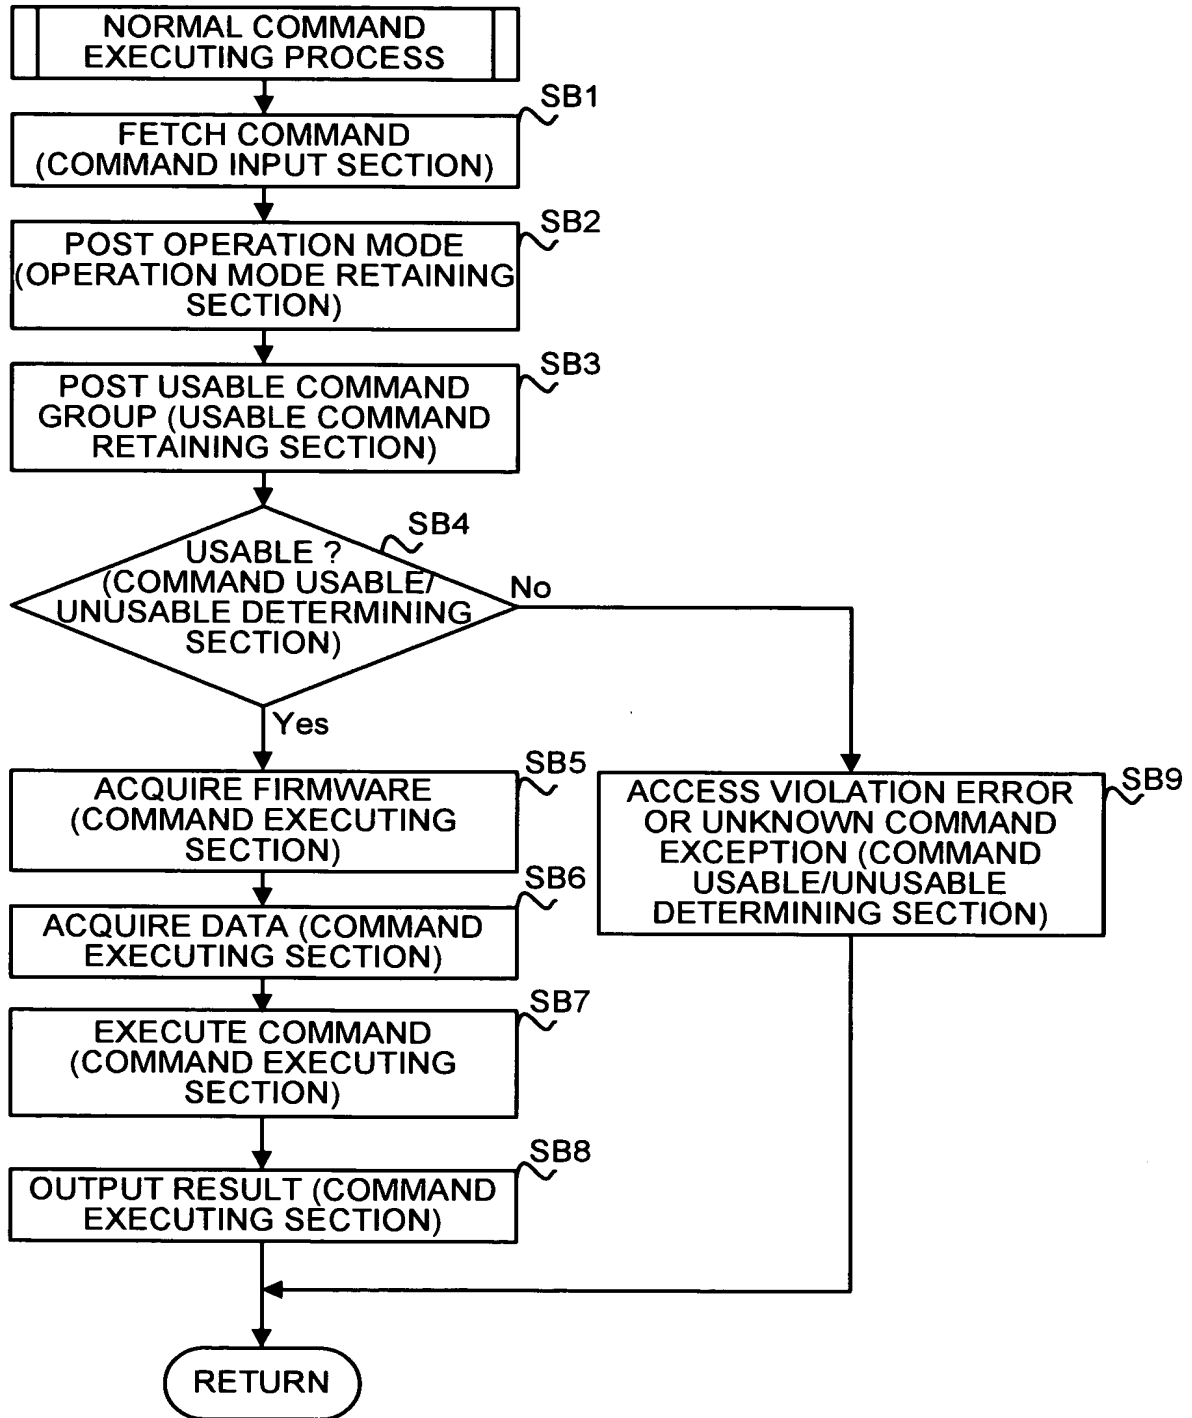 NORMAL COMMAND
EXECUTING PROCESS
SB1
FETCH COMMAND
(COMMAND INPUT SECTION)
SB2
POST OPERATION MODE
(OPERATION MODE RETAINING
SECTION)
SB3
POST USABLE COMMAND
GROUP (USABLE COMMAND
RETAINING SECTION)
SB4
USABLE ?
(COMMAND USABLE/
UNUSABLE DETERMINING
SECTION)
No
Yes
SB5
ACQUIRE FIRMWARE
(COMMAND EXECUTING
SECTION)
SB9
ACCESS VIOLATION ERROR
OR UNKNOWN COMMAND
EXCEPTION (COMMAND
USABLE/UNUSABLE
DETERMINING SECTION)
SB6
ACQUIRE DATA (COMMAND
EXECUTING SECTION)
SB7
EXECUTE COMMAND
(COMMAND EXECUTING
SECTION)
SB8
OUTPUT RESULT (COMMAND
EXECUTING SECTION)
RETURN